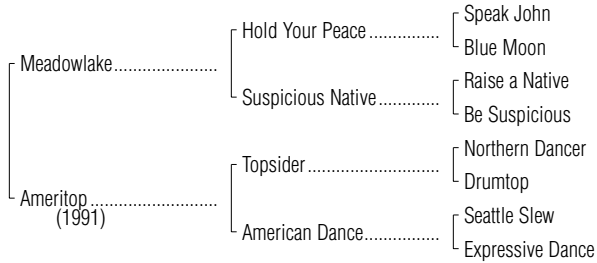 Speak John
Hold Your Peace ...............
Blue Moon
Meadowlake......................
Raise a Native
Suspicious Native.............
Be Suspicious
Northern Dancer
Topsider ............................
Drumtop
Ameritop ...........................
(1991)
Seattle Slew
American Dance................
Expressive Dance